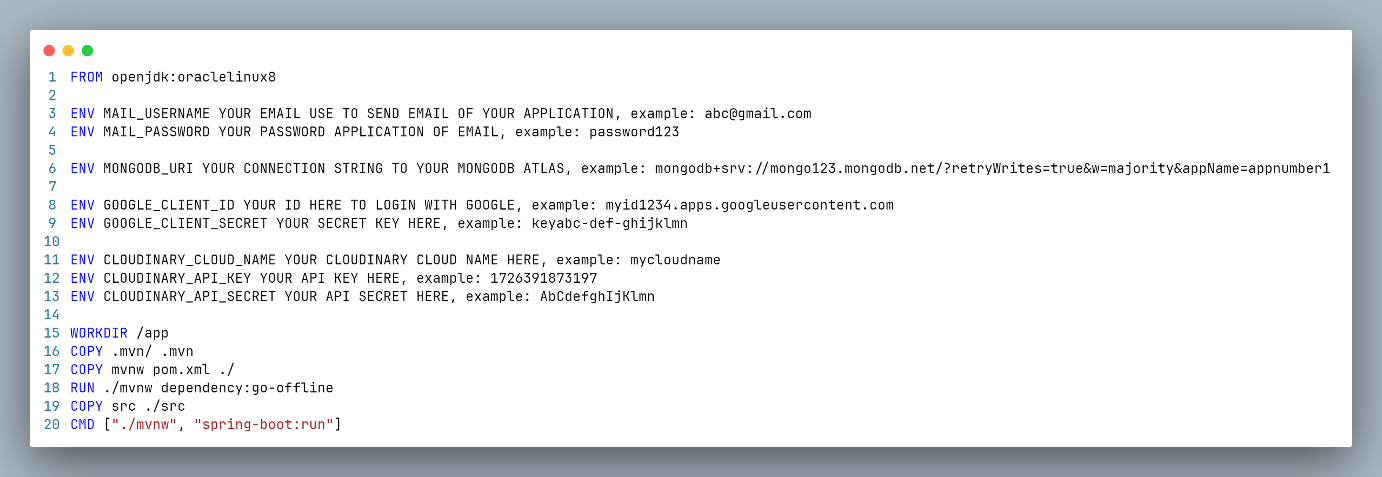 1 FROM openjdk:oraclelinux8
2
3 ENV MAIL_USERNAME YOUR EMAIL USE TO SEND EMAIL OF YOUR APPLICATION, example: abc@gmail.com
4 ENV MAIL_PASSWORD YOUR PASSWORD APPLICATION OF EMAIL, example: password123
5
6 ENV MONGODB_URI YOUR CONNECTION STRING TO YOUR MONGODB ATLAS, example: mongodb+srv://mongo123.mongodb.net/?retryWrites=true&w=majority&appName=appnumber1
7
8 ENV GOOGLE_CLIENT_ID YOUR ID HERE TO LOGIN WITH GOOGLE, example: myid1234.apps.googleusercontent.com
9 ENV GOOGLE_CLIENT_SECRET YOUR SECRET KEY HERE, example: keyabc-def-ghijklmn
10
11 ENV CLOUDINARY_CLOUD_NAME YOUR CLOUDINARY CLOUD NAME HERE, example: mycloudname
12 ENV CLOUDINARY_API_KEY YOUR API KEY HERE, example: 1726391873197
13 ENV CLOUDINARY_API_SECRET YOUR API SECRET HERE, example: AbCdefghIjKlmn
14
15 WORKDIR /app
16 COPY .mvn/ .mvn
17 COPY mvnw pom.xml ./
18 RUN ./mvnw dependency:go-offline
19 COPY src ./src
20 CMD ["./mvnw", "spring-boot:run"]